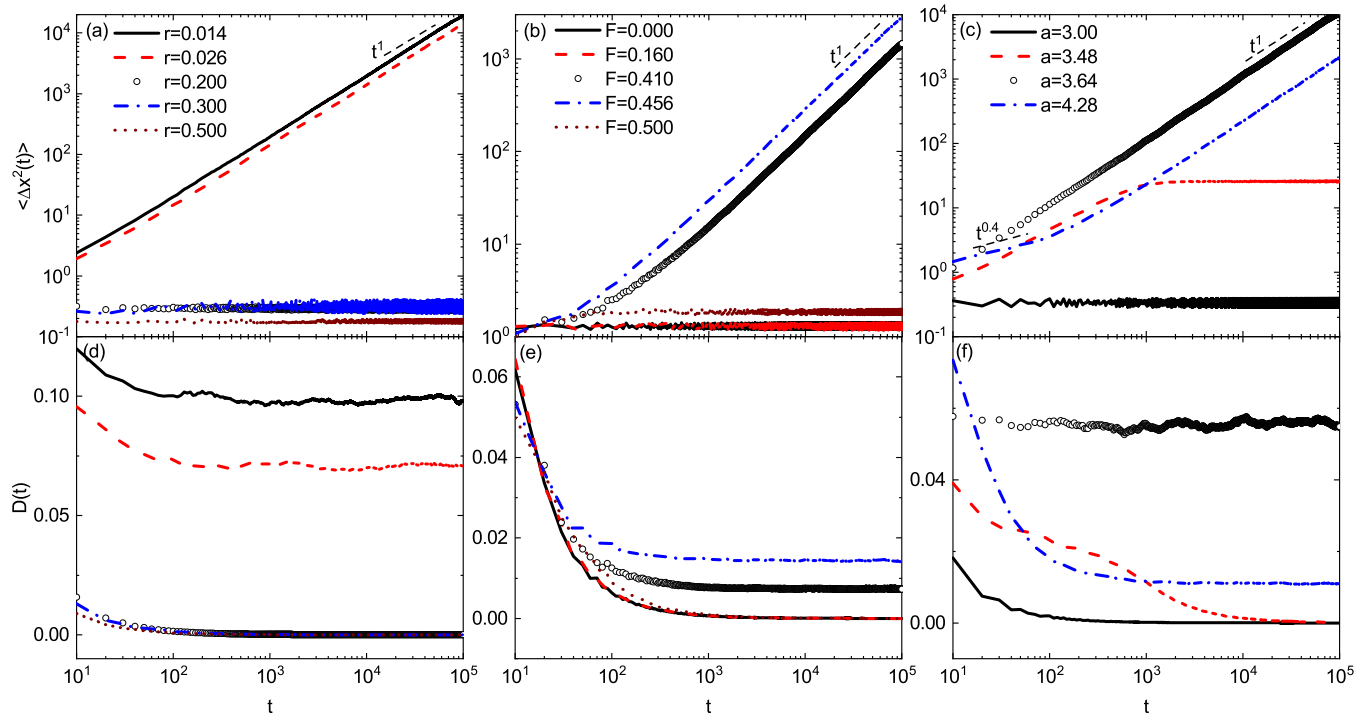 (a)
r=0.014
r=0.026
r=0.200
r=0.300
r=0.500
t¹
10⁴
10³
10²
10¹
10⁰
10⁻¹
<Δx²(t)>
(b)
F=0.000
F=0.160
F=0.410
F=0.456
F=0.500
t¹
10³
10²
10¹
10⁰
(c)
a=3.00
a=3.48
a=3.64
a=4.28
t¹
t⁰·⁴
10⁴
10³
10²
10¹
10⁰
10⁻¹
(d)
0.10
0.05
0.00
D(t)
10¹ 10² 10³ 10⁴ 10⁵
t
(e)
0.06
0.04
0.02
0.00
10¹ 10² 10³ 10⁴ 10⁵
t
(f)
0.04
0.00
10¹ 10² 10³ 10⁴ 10⁵
t